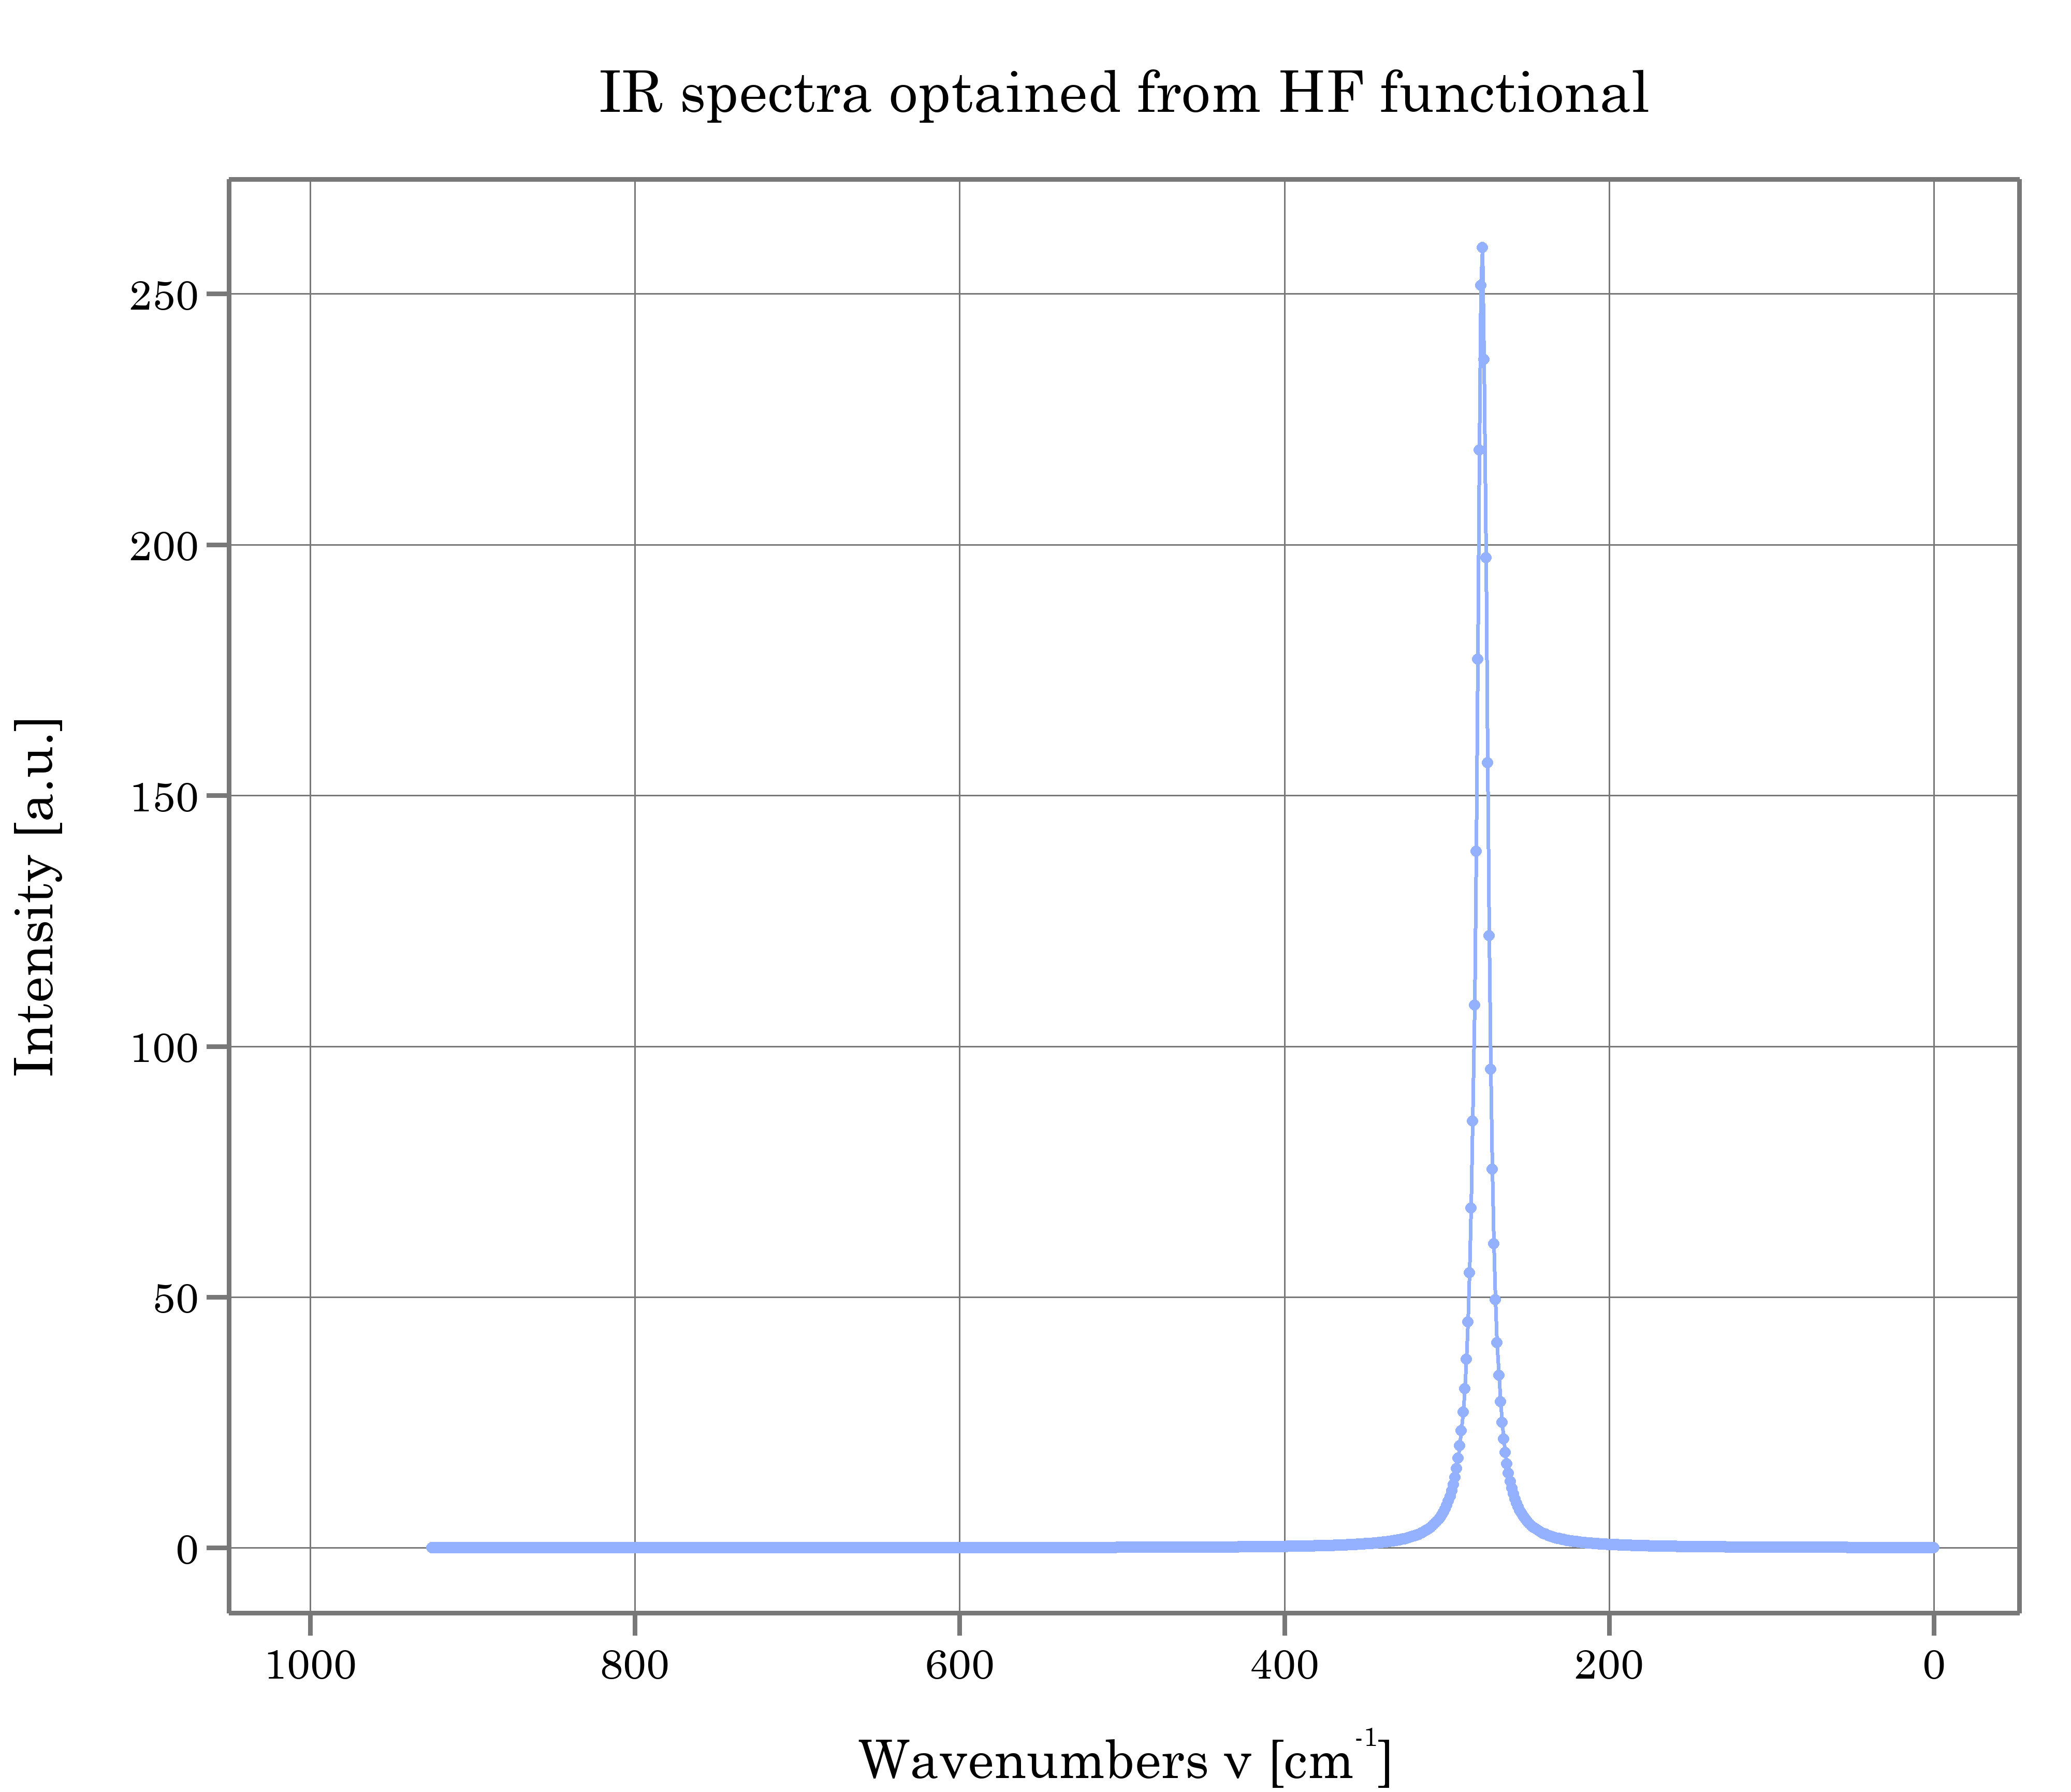 IR spectra optained from HF functional
Intensity [a.u.]
250
200
150
100
50
0
1000 800 600 400 200 0
Wavenumbers v [cm⁻¹]